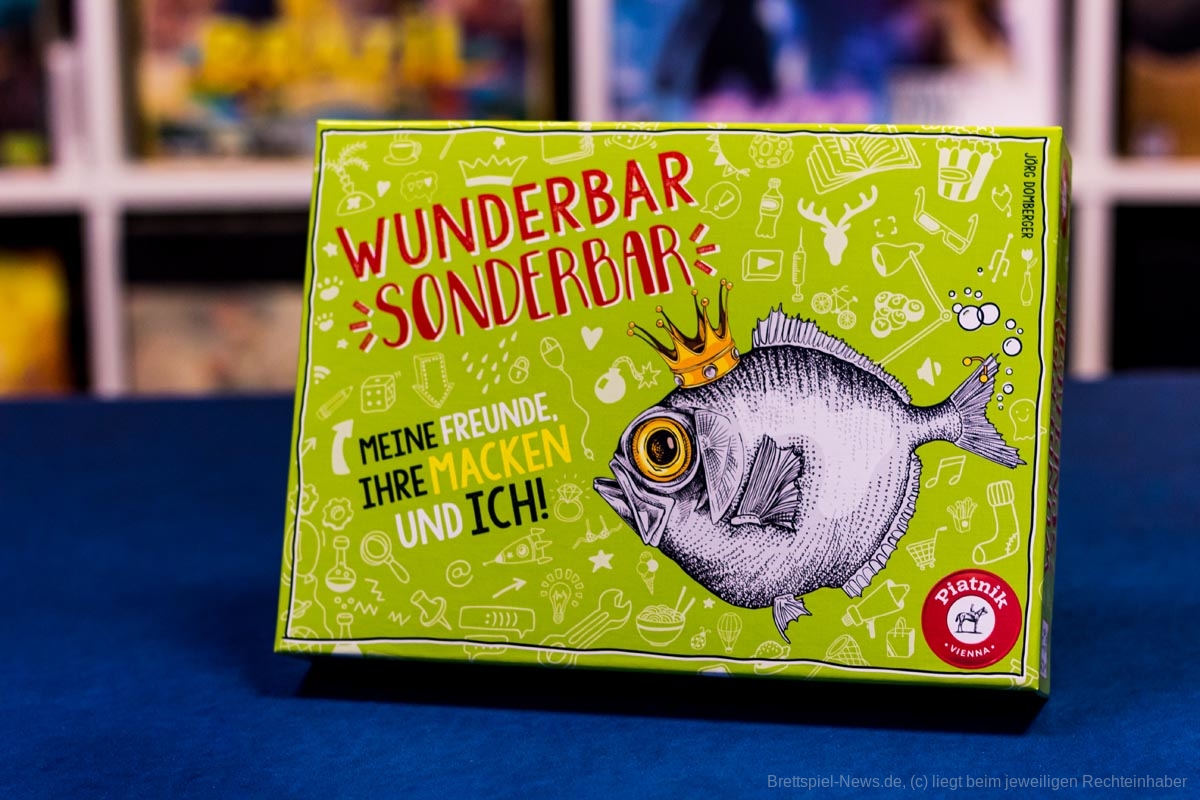 WUNDERBAR
SONDERBAR
MEINE FREUNDE,
IHRE MACKEN
UND ICH!
JÖRG DOMBERGER
@
Piatnik
• VIENNA •
Brettspiel-News.de, (c) liegt beim jeweiligen Rechteinhaber